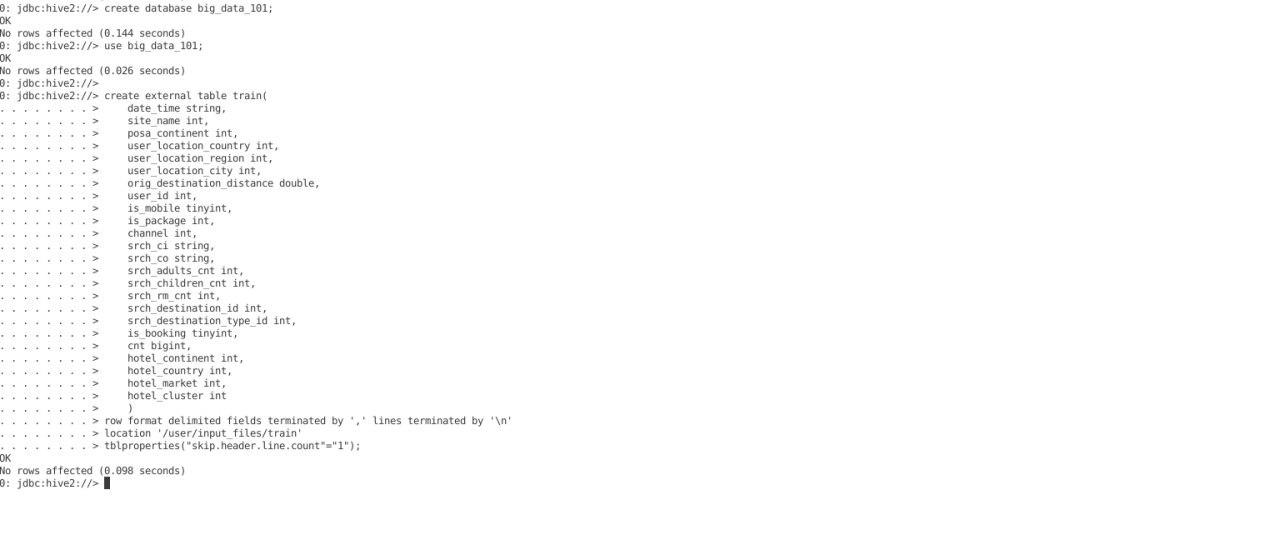 0: jdbc:hive2://> create database big_data_101;
OK
No rows affected (0.144 seconds)
0: jdbc:hive2://> use big_data_101;
OK
No rows affected (0.026 seconds)
0: jdbc:hive2://>
0: jdbc:hive2://> create external table train(
. . . . . . . . >     date_time string,
. . . . . . . . >     site_name int,
. . . . . . . . >     posa_continent int,
. . . . . . . . >     user_location_country int,
. . . . . . . . >     user_location_region int,
. . . . . . . . >     user_location_city int,
. . . . . . . . >     orig_destination_distance double,
. . . . . . . . >     user_id int,
. . . . . . . . >     is_mobile tinyint,
. . . . . . . . >     is_package int,
. . . . . . . . >     channel int,
. . . . . . . . >     srch_ci string,
. . . . . . . . >     srch_co string,
. . . . . . . . >     srch_adults_cnt int,
. . . . . . . . >     srch_children_cnt int,
. . . . . . . . >     srch_rm_cnt int,
. . . . . . . . >     srch_destination_id int,
. . . . . . . . >     srch_destination_type_id int,
. . . . . . . . >     is_booking tinyint,
. . . . . . . . >     cnt bigint,
. . . . . . . . >     hotel_continent int,
. . . . . . . . >     hotel_country int,
. . . . . . . . >     hotel_market int,
. . . . . . . . >     hotel_cluster int
. . . . . . . . >     )
. . . . . . . . > row format delimited fields terminated by ',' lines terminated by '\n'
. . . . . . . . > location '/user/input_files/train'
. . . . . . . . > tblproperties("skip.header.line.count"="1");
OK
No rows affected (0.098 seconds)
0: jdbc:hive2://>